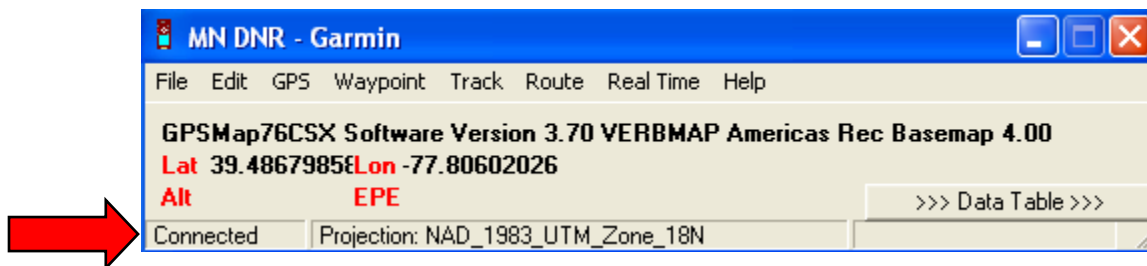 MN DNR - Garmin
File Edit GPS Waypoint Track Route Real Time Help
GPSMap76CSX Software Version 3.70 VERBMAP Americas Rec Basemap 4.00
Lat 39.48679858 Lon -77.80602026
Alt EPE
>>> Data Table >>>
Connected Projection: NAD_1983_UTM_Zone_18N